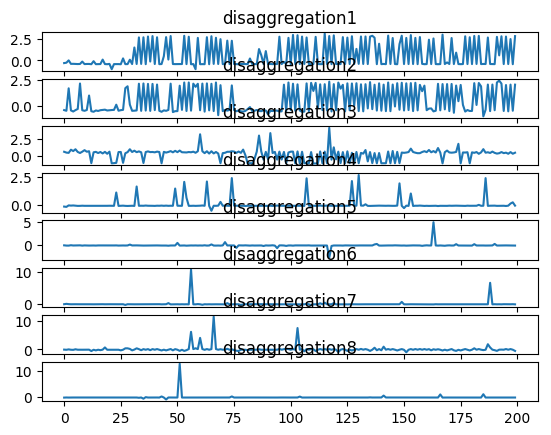 disaggregation1
2.5
0.0
disaggregation2
2.5
0.0
disaggregation3
2.5
0.0
disaggregation4
2.5
0.0
disaggregation5
5
0
disaggregation6
10
0
disaggregation7
10
0
disaggregation8
10
0
0 25 50 75 100 125 150 175 200